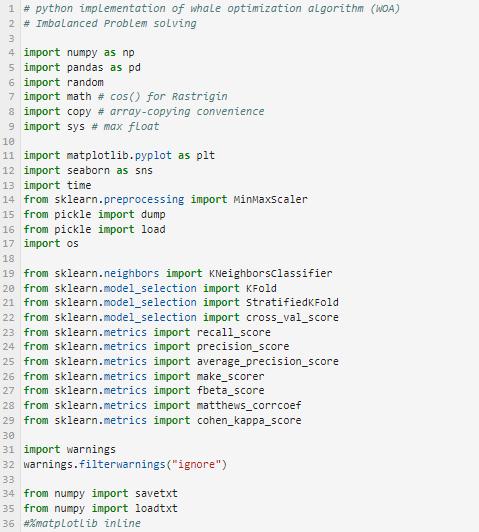 1 # python implementation of whale optimization algorithm (WOA)
2 # Imbalanced Problem solving
3
4 import numpy as np
5 import pandas as pd
6 import random
7 import math # cos() for Rastrigin
8 import copy # array-copying convenience
9 import sys # max float
10
11 import matplotlib.pyplot as plt
12 import seaborn as sns
13 import time
14 from sklearn.preprocessing import MinMaxScaler
15 from pickle import dump
16 from pickle import load
17 import os
18
19 from sklearn.neighbors import KNeighborsClassifier
20 from sklearn.model_selection import KFold
21 from sklearn.model_selection import StratifiedKFold
22 from sklearn.model_selection import cross_val_score
23 from sklearn.metrics import recall_score
24 from sklearn.metrics import precision_score
25 from sklearn.metrics import average_precision_score
26 from sklearn.metrics import make_scorer
27 from sklearn.metrics import fbeta_score
28 from sklearn.metrics import matthews_corrcoef
29 from sklearn.metrics import cohen_kappa_score
30
31 import warnings
32 warnings.filterwarnings("ignore")
33
34 from numpy import savetxt
35 from numpy import loadtxt
36 #%matplotlib inline